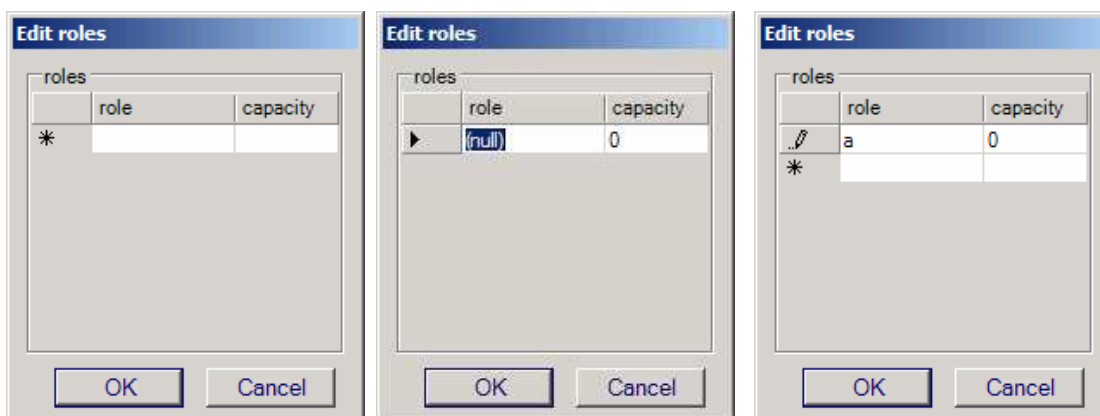 Edit roles
roles
role capacity
*
OK Cancel
Edit roles
roles
role capacity
(null) 0
OK Cancel
Edit roles
roles
role capacity
a 0
*
OK Cancel